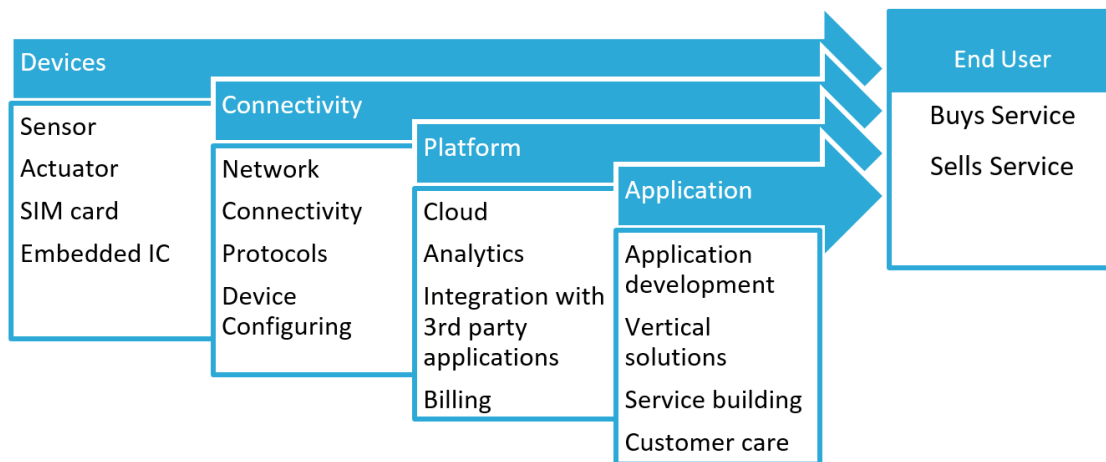 Devices
Sensor
Actuator
SIM card
Embedded IC
Connectivity
Network
Connectivity
Protocols
Device
Configuring
Platform
Cloud
Analytics
Integration with
3rd party
applications
Billing
Application
Application
development
Vertical
solutions
Service building
Customer care
End User
Buys Service
Sells Service